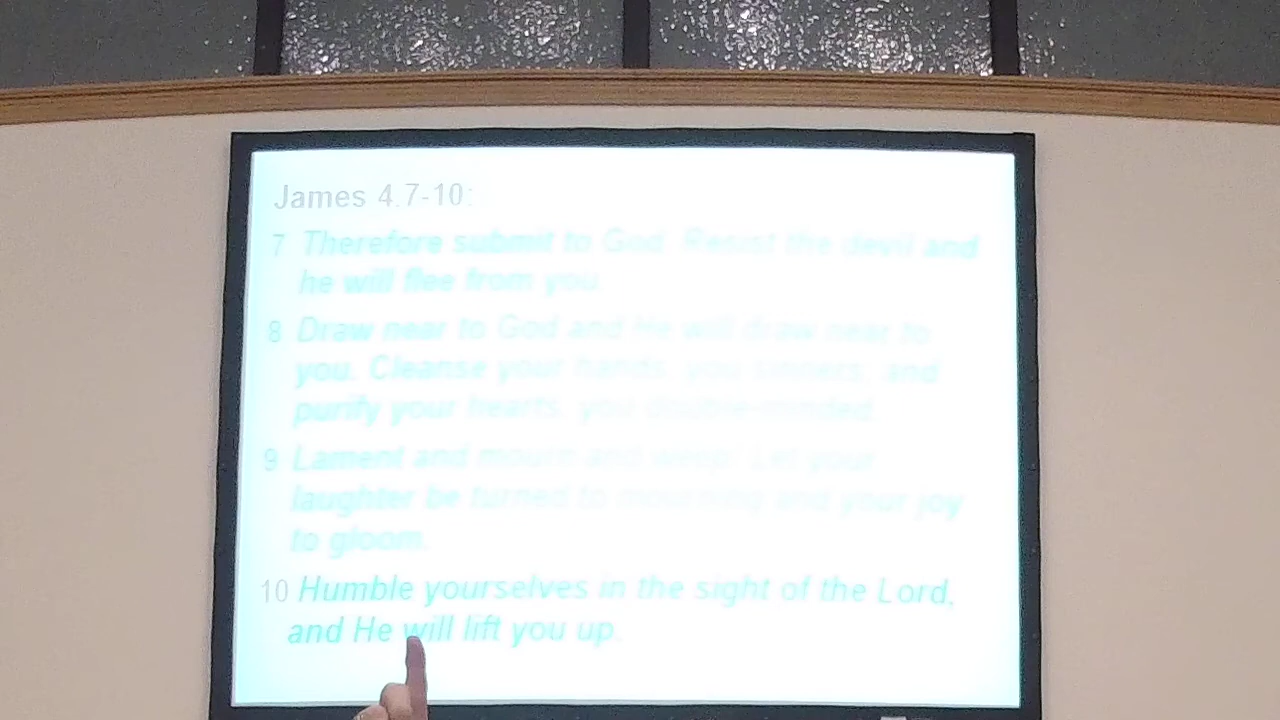 James 4.7-10:
7 Therefore submit to God. Resist the devil and
he will flee from you.
8 Draw near to God and He will draw near to
you. Cleanse your hands, you sinners; and
purify your hearts, you double-minded.
9 Lament and mourn and weep! Let your
laughter be turned to mourning and your joy
to gloom.
10 Humble yourselves in the sight of the Lord,
and He will lift you up.